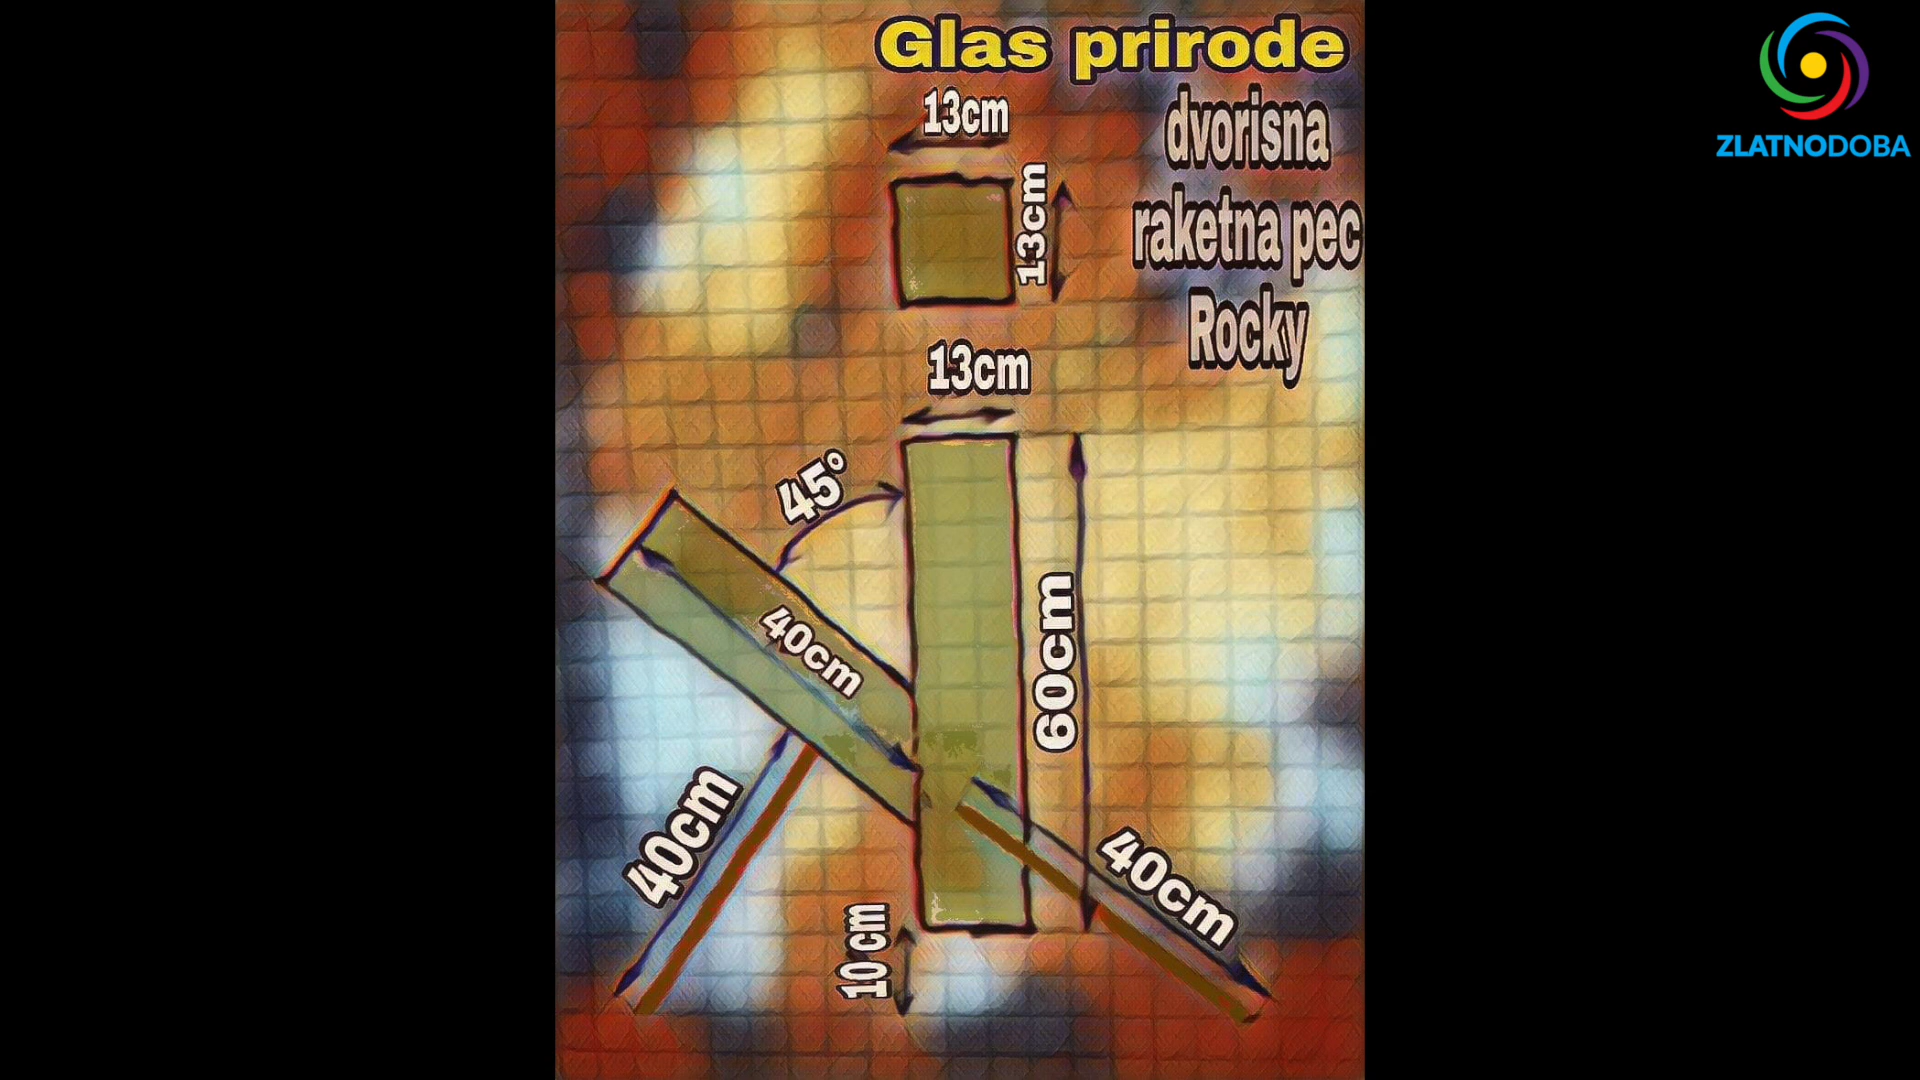 Glas prirode
ZLATNODOBA
13cm
dvorisna
raketna pec
Rocky
13cm
13cm
45°
40cm
60cm
40cm
40cm
10 cm